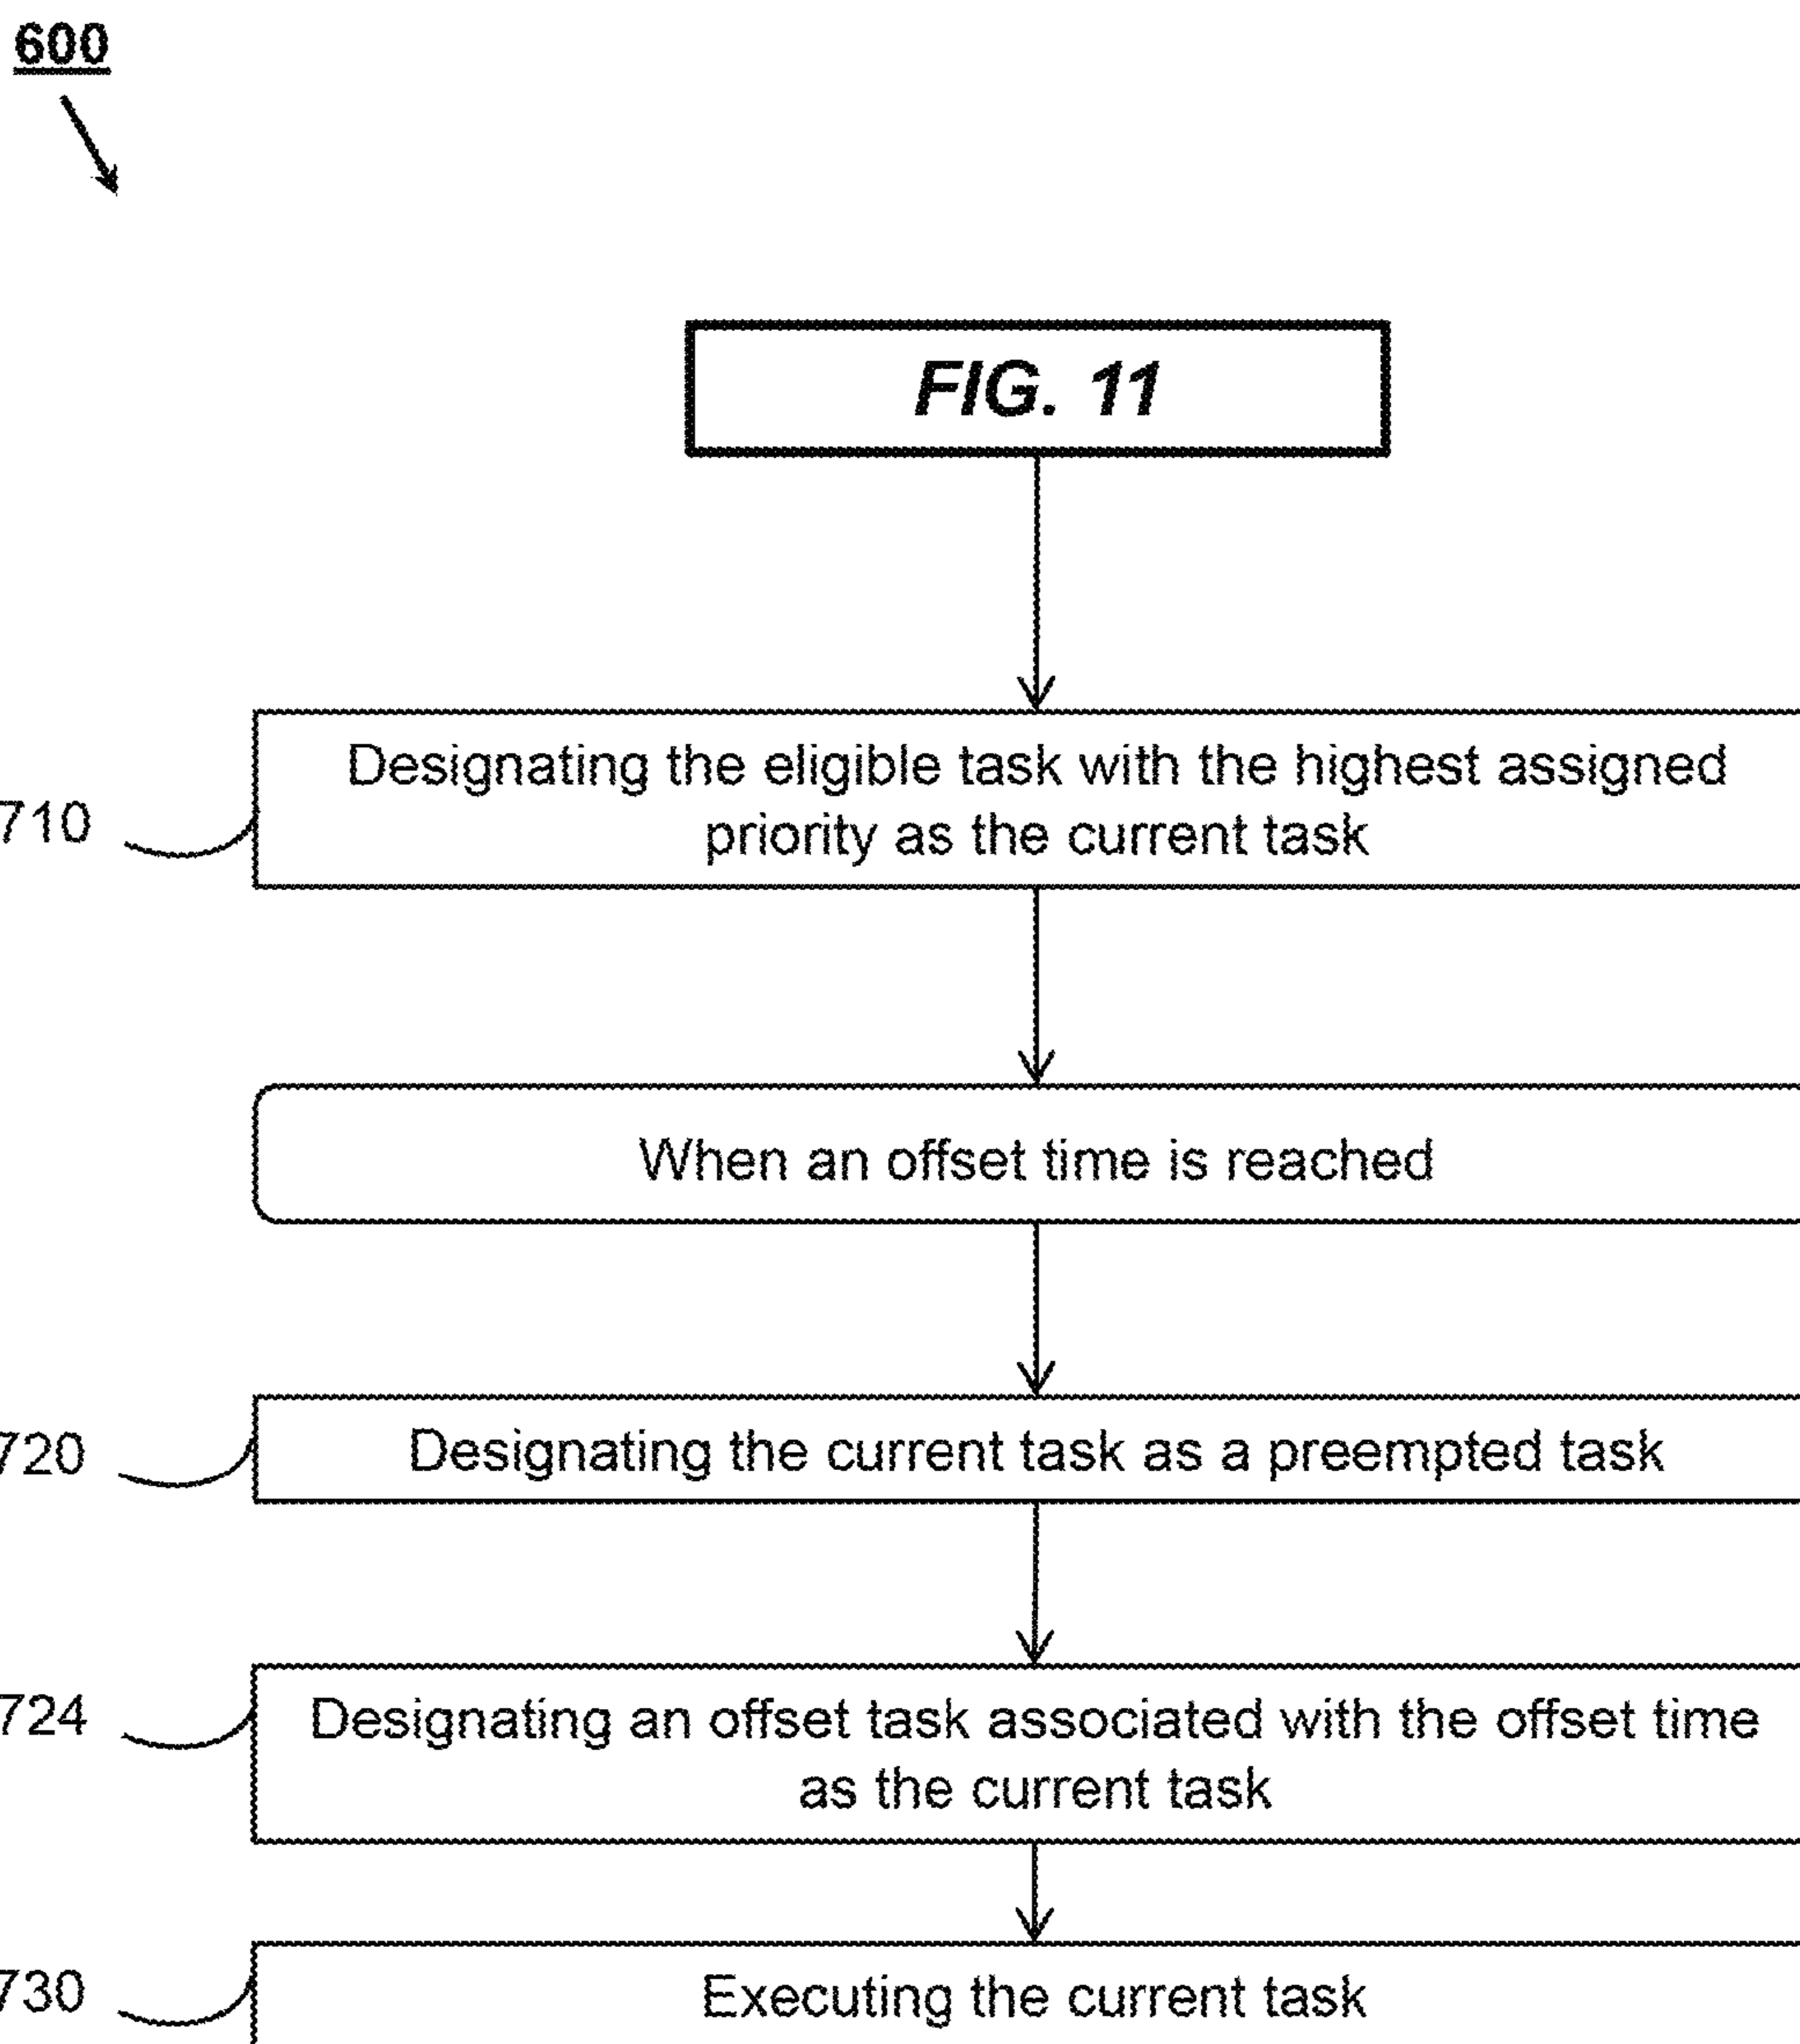 600
FIG. 11
Designating the eligible task with the highest assigned
priority as the current task
710
When an offset time is reached
Designating the current task as a preempted task
720
Designating an offset task associated with the offset time
as the current task
724
Executing the current task
730